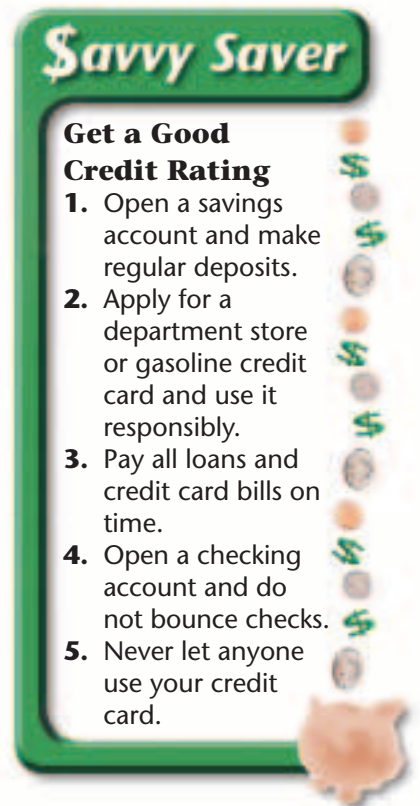 $avvy Saver
Get a Good
Credit Rating
1. Open a savings
account and make
regular deposits.
2. Apply for a
department store
or gasoline credit
card and use it
responsibly.
3. Pay all loans and
credit card bills on
time.
4. Open a checking
account and do
not bounce checks.
5. Never let anyone
use your credit
card.
$
$
$
$
$
$